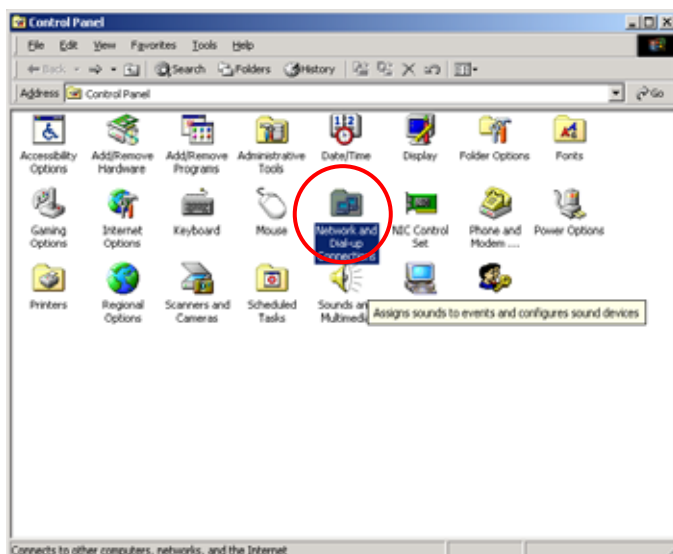 Control Panel
File Edit View Favorites Tools Help
Back Search Folders History
Address Control Panel Go
Accessibility Options
Add/Remove Hardware
Add/Remove Programs
Administrative Tools
Date/Time
Display
Folder Options
Fonts
Gaming Options
Internet Options
Keyboard
Mouse
Network and Dial-up Connections
NIC Control Set
Phone and Modem ....
Power Options
Printers
Regional Options
Scanners and Cameras
Scheduled Tasks
Sounds an
Multimedia
Assigns sounds to events and configures sound devices
Connects to other computers, networks, and the Internet